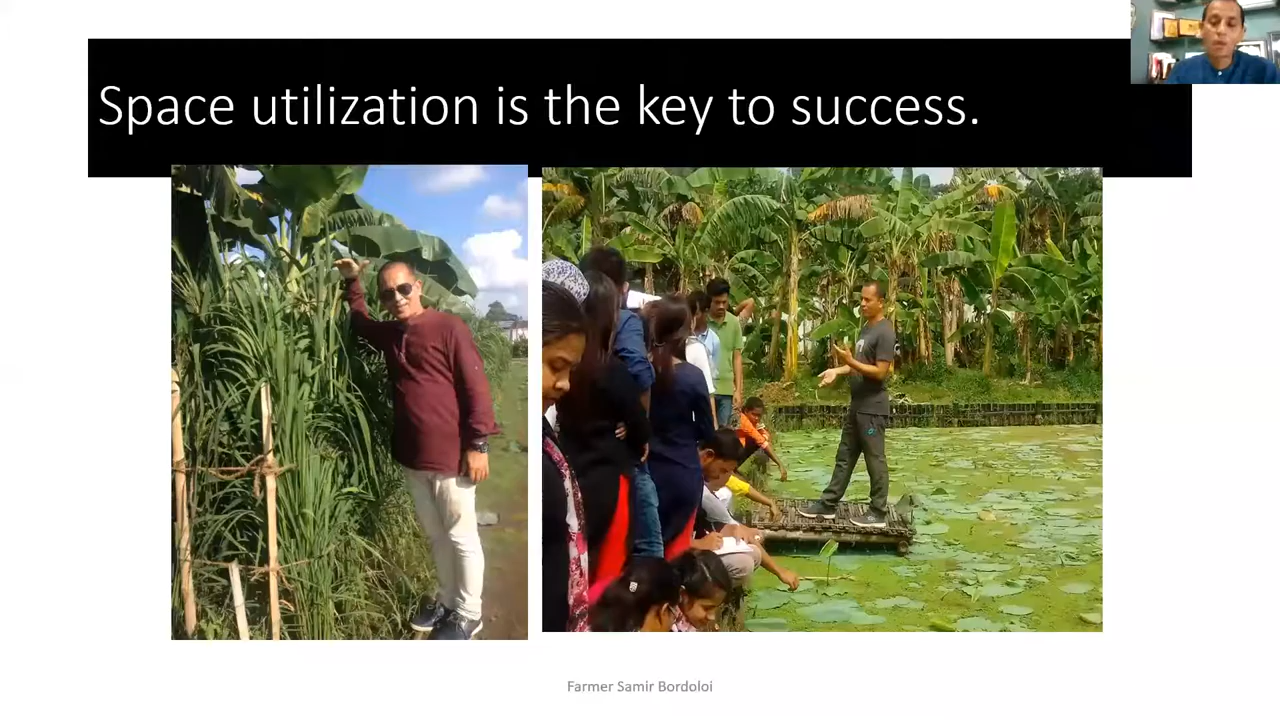 Space utilization is the key to success.
Farmer Samir Bordoloi